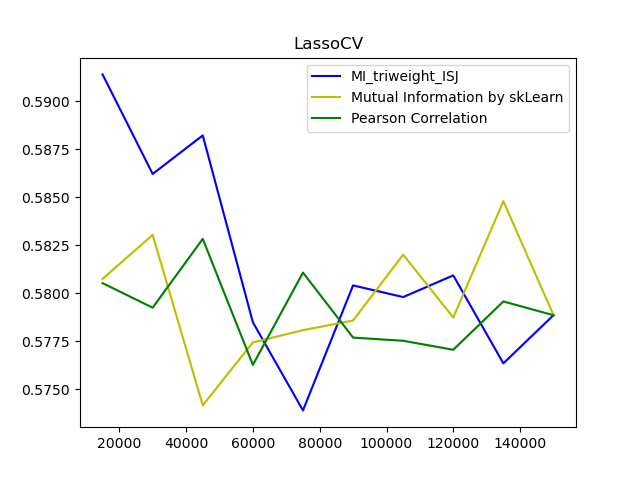 LassoCV
MI_triweight_ISJ
Mutual Information by skLearn
Pearson Correlation
0.5900
0.5875
0.5850
0.5825
0.5800
0.5775
0.5750
20000 40000 60000 80000 100000 120000 140000